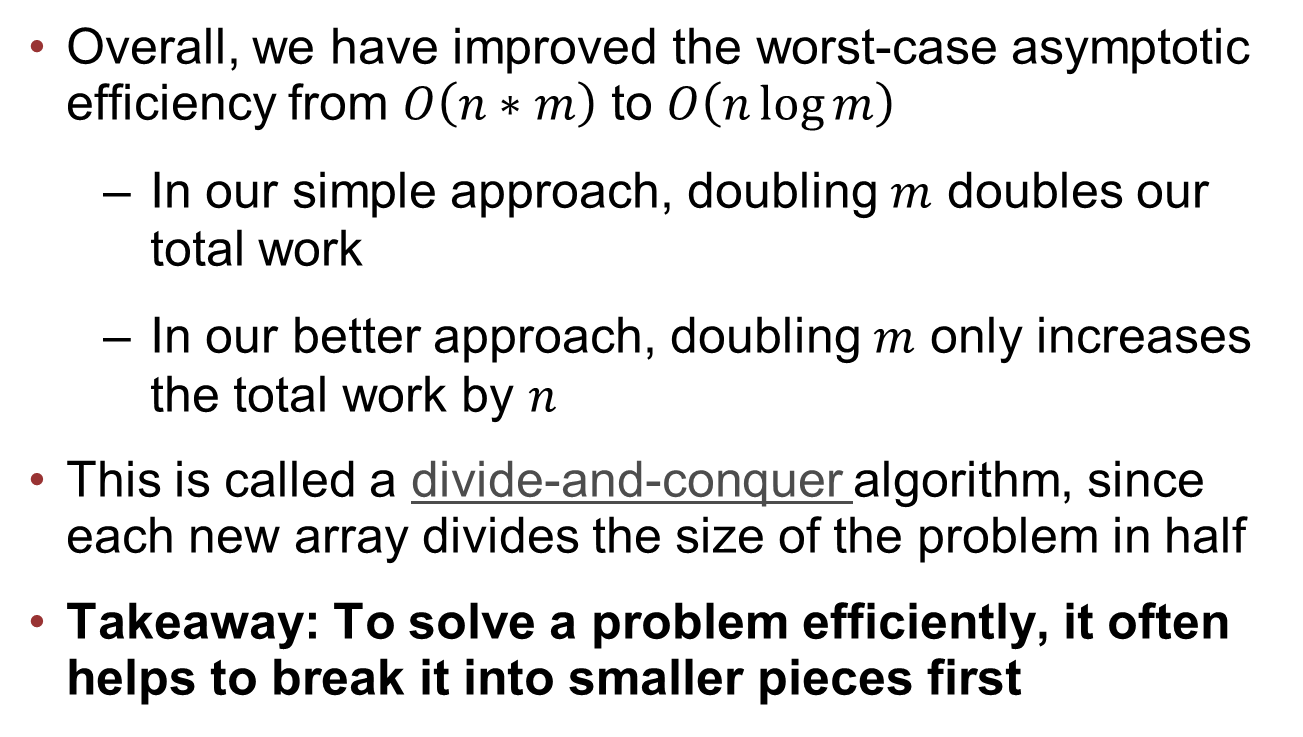 • Overall, we have improved the worst-case asymptotic
efficiency from 𝑂(𝑛 ∗ 𝑚) to 𝑂(𝑛 log 𝑚)
– In our simple approach, doubling 𝑚 doubles our
total work
– In our better approach, doubling 𝑚 only increases
the total work by 𝑛
• This is called a divide-and-conquer algorithm, since
each new array divides the size of the problem in half
• Takeaway: To solve a problem efficiently, it often
helps to break it into smaller pieces first